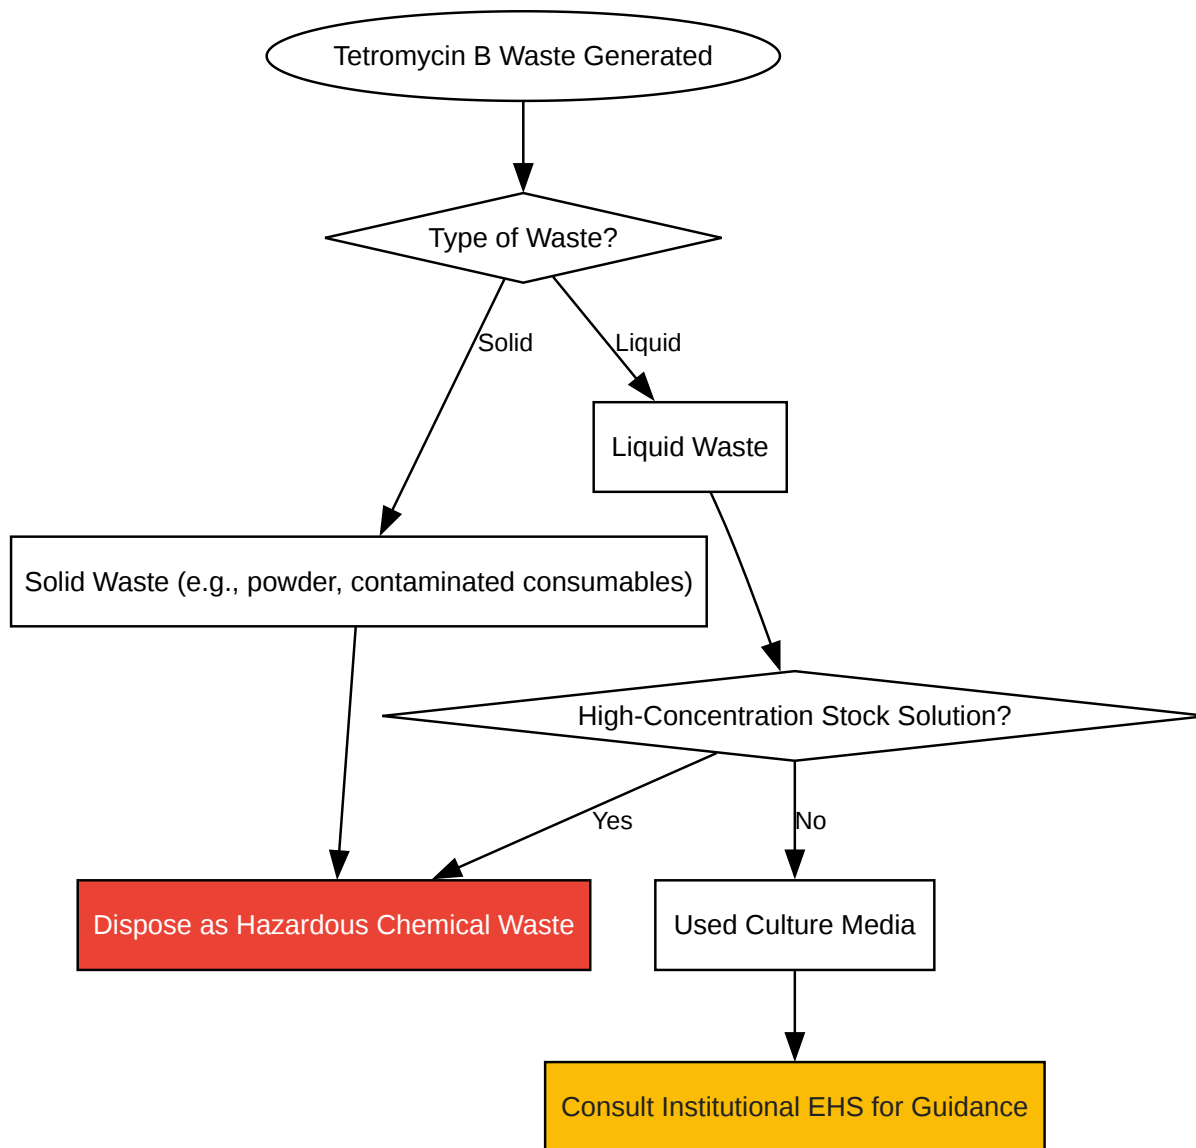 Tetromycin B Waste Generated
Type of Waste?
Solid
Liquid
Liquid Waste
Solid Waste (e.g., powder, contaminated consumables)
High-Concentration Stock Solution?
Yes
No
Dispose as Hazardous Chemical Waste
Used Culture Media
Consult Institutional EHS for Guidance